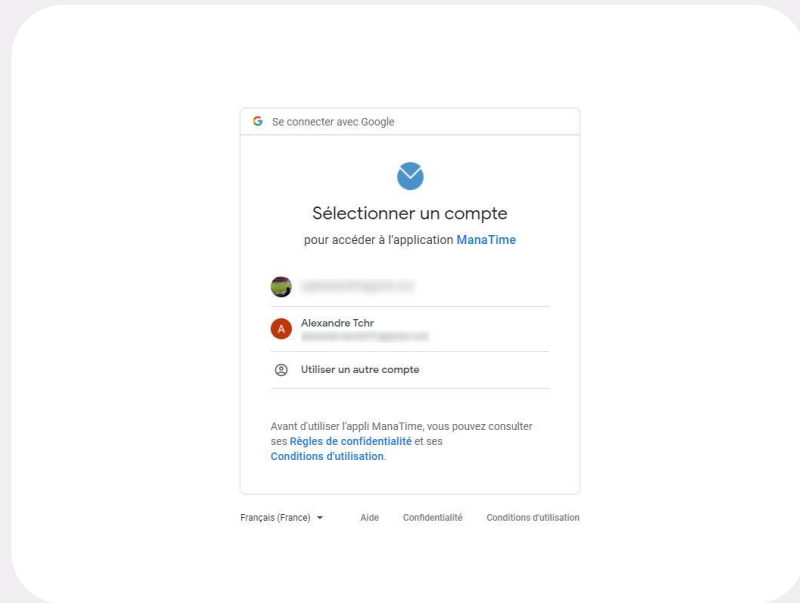 Se connecter avec Google
Sélectionner un compte
pour accéder à l'application ManaTime
Alexandre Tchr
A
Utiliser un autre compte
Avant d'utiliser l'appli ManaTime, vous pouvez consulter
ses Règles de confidentialité et ses
Conditions d'utilisation.
Français (France) Aide Confidentialité Conditions d'utilisation